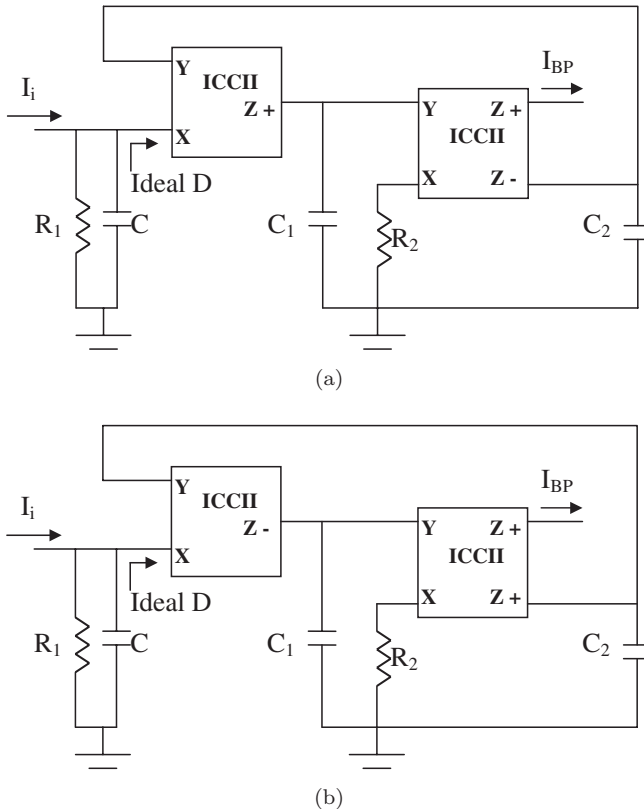 Y
ICCII
Z +
X
I_i
Ideal D
R_1
C
C_1
Y
Z +
ICCII
X
Z -
I_BP
R_2
C_2
(a)
Y
ICCII
Z -
X
I_i
Ideal D
R_1
C
C_1
Y
Z +
ICCII
X
Z +
I_BP
R_2
C_2
(b)